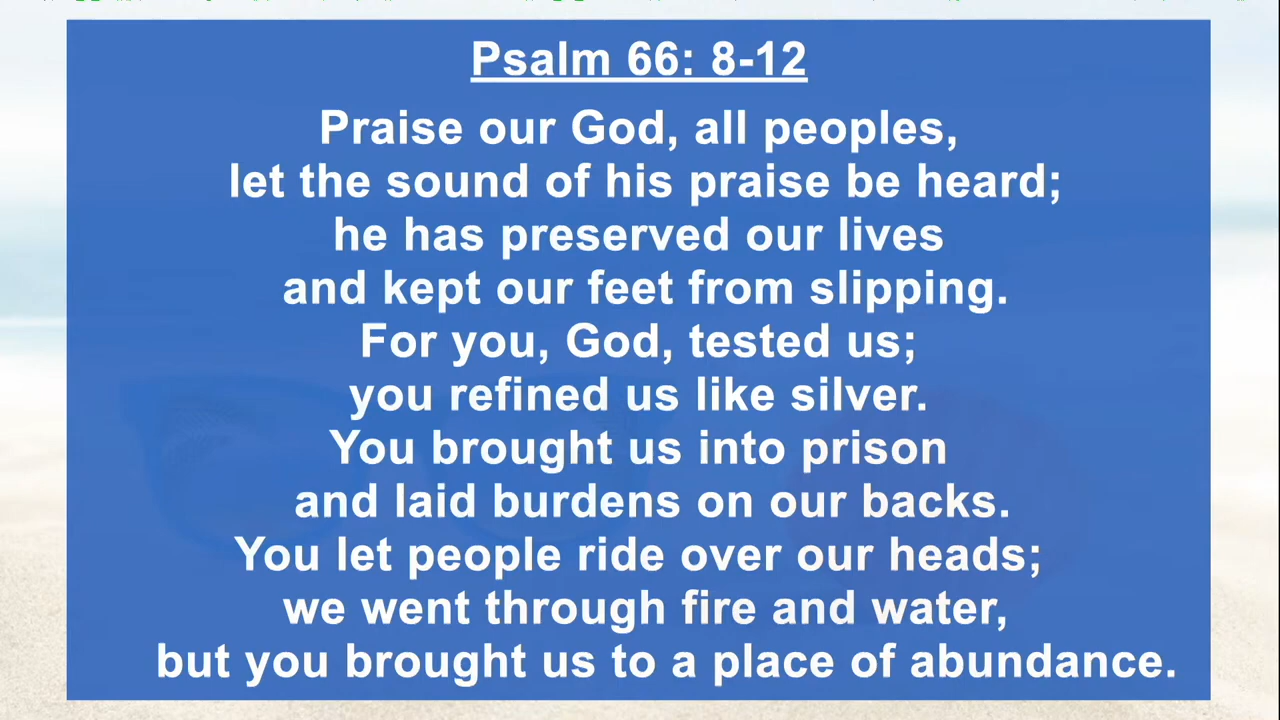 Psalm 66: 8-12
Praise our God, all peoples,
let the sound of his praise be heard;
he has preserved our lives
and kept our feet from slipping.
For you, God, tested us;
you refined us like silver.
You brought us into prison
and laid burdens on our backs.
You let people ride over our heads;
we went through fire and water,
but you brought us to a place of abundance.